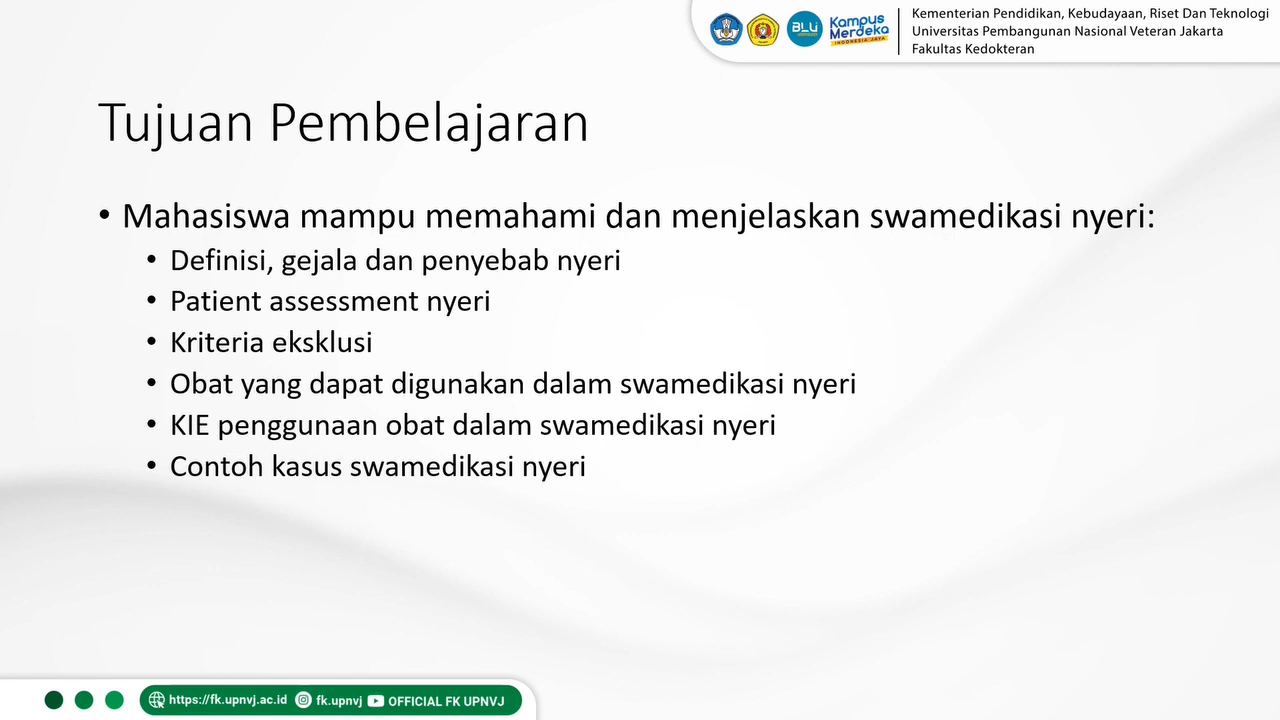 BLU
Kampus
Merdeka
INDONESIA JAYA
Kementerian Pendidikan, Kebudayaan, Riset Dan Teknologi
Universitas Pembangunan Nasional Veteran Jakarta
Fakultas Kedokteran
Tujuan Pembelajaran
• Mahasiswa mampu memahami dan menjelaskan swamedikasi nyeri:
• Definisi, gejala dan penyebab nyeri
• Patient assessment nyeri
• Kriteria eksklusi
• Obat yang dapat digunakan dalam swamedikasi nyeri
• KIE penggunaan obat dalam swamedikasi nyeri
• Contoh kasus swamedikasi nyeri
https://fk.upnvj.ac.id fk.upnvj OFFICIAL FK UPNVJ